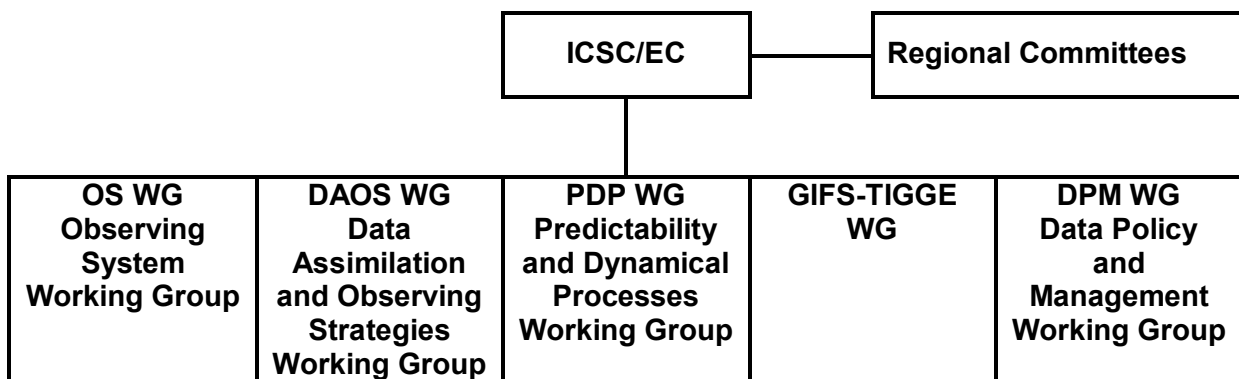 ICSC/EC
Regional Committees
OS WG
Observing
System
Working Group
DAOS WG
Data
Assimilation
and Observing
Strategies
Working Group
PDP WG
Predictability
and Dynamical
Processes
Working Group
GIFS-TIGGE
WG
DPM WG
Data Policy
and
Management
Working Group